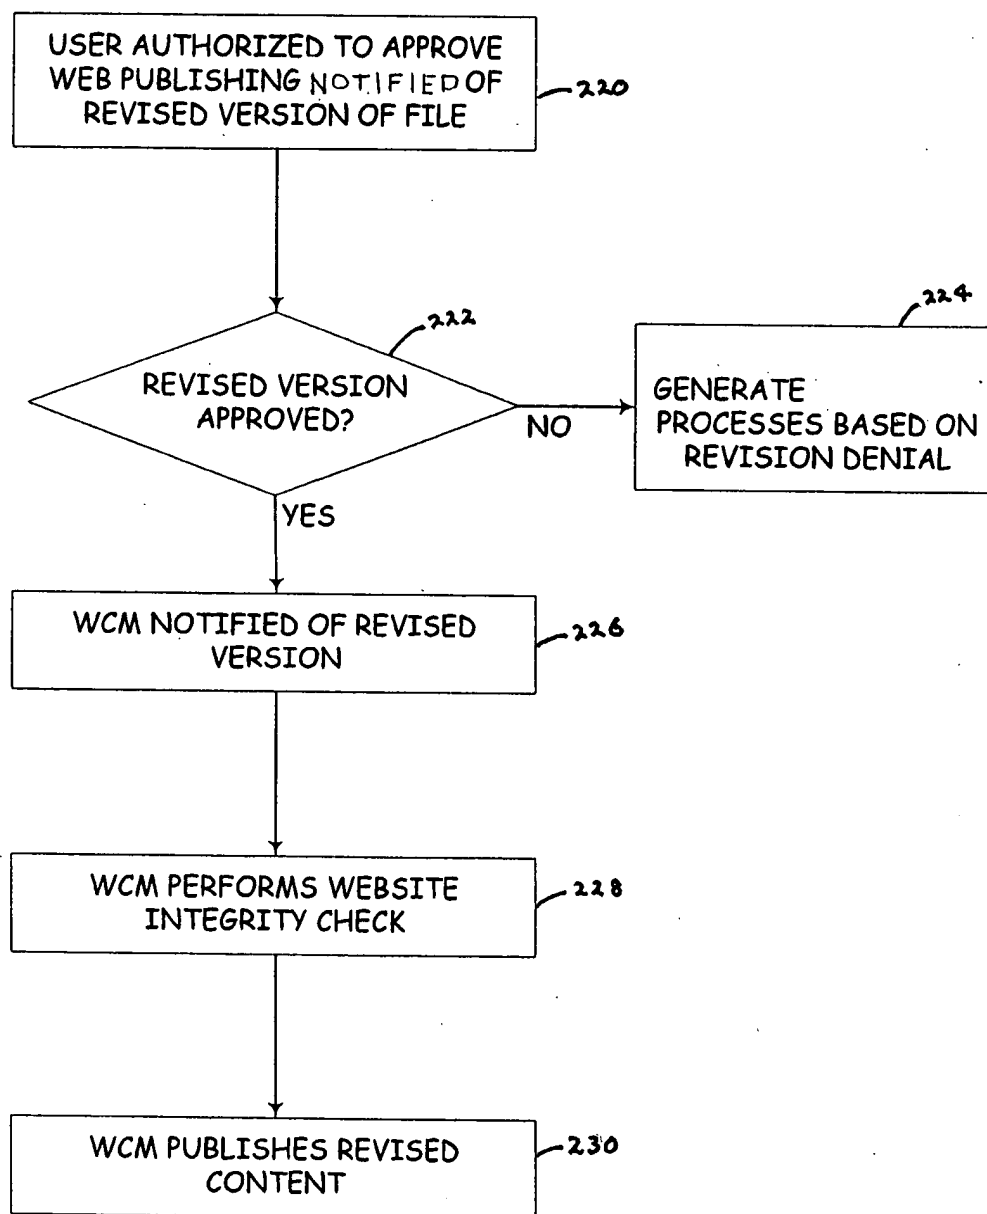 USER AUTHORIZED TO APPROVE
WEB PUBLISHING NOTIFIED OF
REVISED VERSION OF FILE
220
222
REVISED VERSION
APPROVED?
NO
224
GENERATE
PROCESSES BASED ON
REVISION DENIAL
YES
WCM NOTIFIED OF REVISED
VERSION
226
WCM PERFORMS WEBSITE
INTEGRITY CHECK
228
WCM PUBLISHES REVISED
CONTENT
230